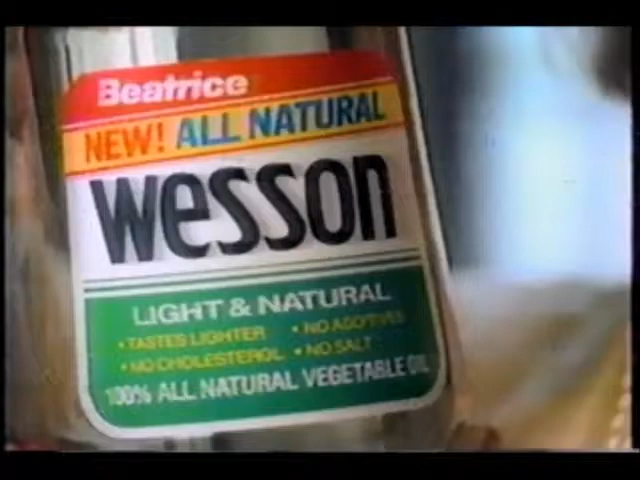 Beatrice
NEW! ALL NATURAL
wesson
LIGHT & NATURAL
• TASTES LIGHTER • NO ADDITIVES
• NO CHOLESTEROL • NO SALT
100% ALL NATURAL VEGETABLE OIL